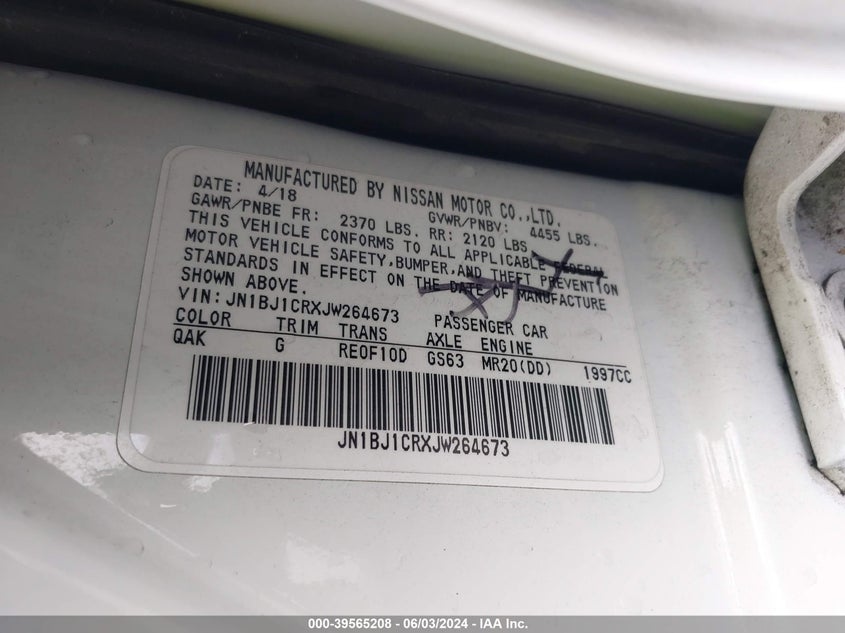 MANUFACTURED BY NISSAN MOTOR CO.,LTD.
DATE: 4/18 GVWR/PNBV: 4455 LBS.
GAWR/PNBE FR: 2370 LBS. RR: 2120 LBS
THIS VEHICLE CONFORMS TO ALL APPLICABLE FEDERAL
MOTOR VEHICLE SAFETY,BUMPER,AND THEFT PREVENTION
STANDARDS IN EFFECT ON THE DATE OF MANUFACTURE
SHOWN ABOVE.
VIN: JN1BJ1CRXJW264673 PASSENGER CAR
COLOR TRIM TRANS AXLE ENGINE
QAK G RE0F10D GS63 MR20(DD) 1997CC
JN1BJ1CRXJW264673
000-39565208 - 06/03/2024 - IAA Inc.